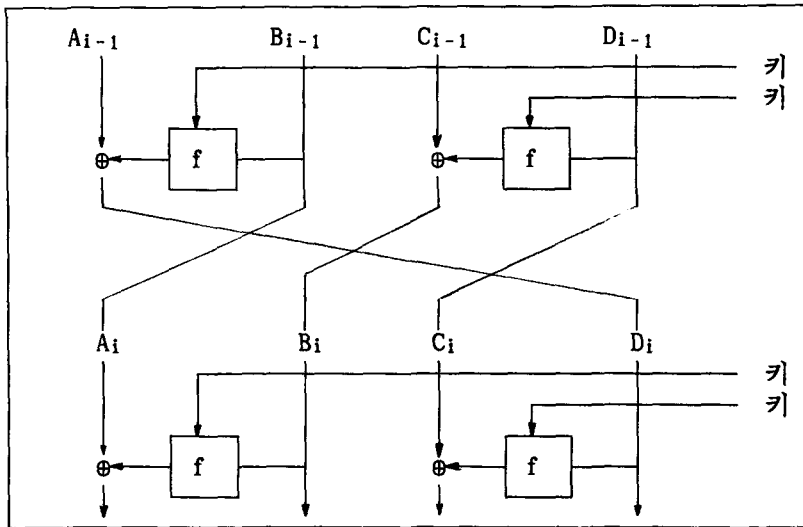 Ai-1 Bi-1 Ci-1 Di-1
키
키
f f
Ai Bi Ci Di
키
키
f f